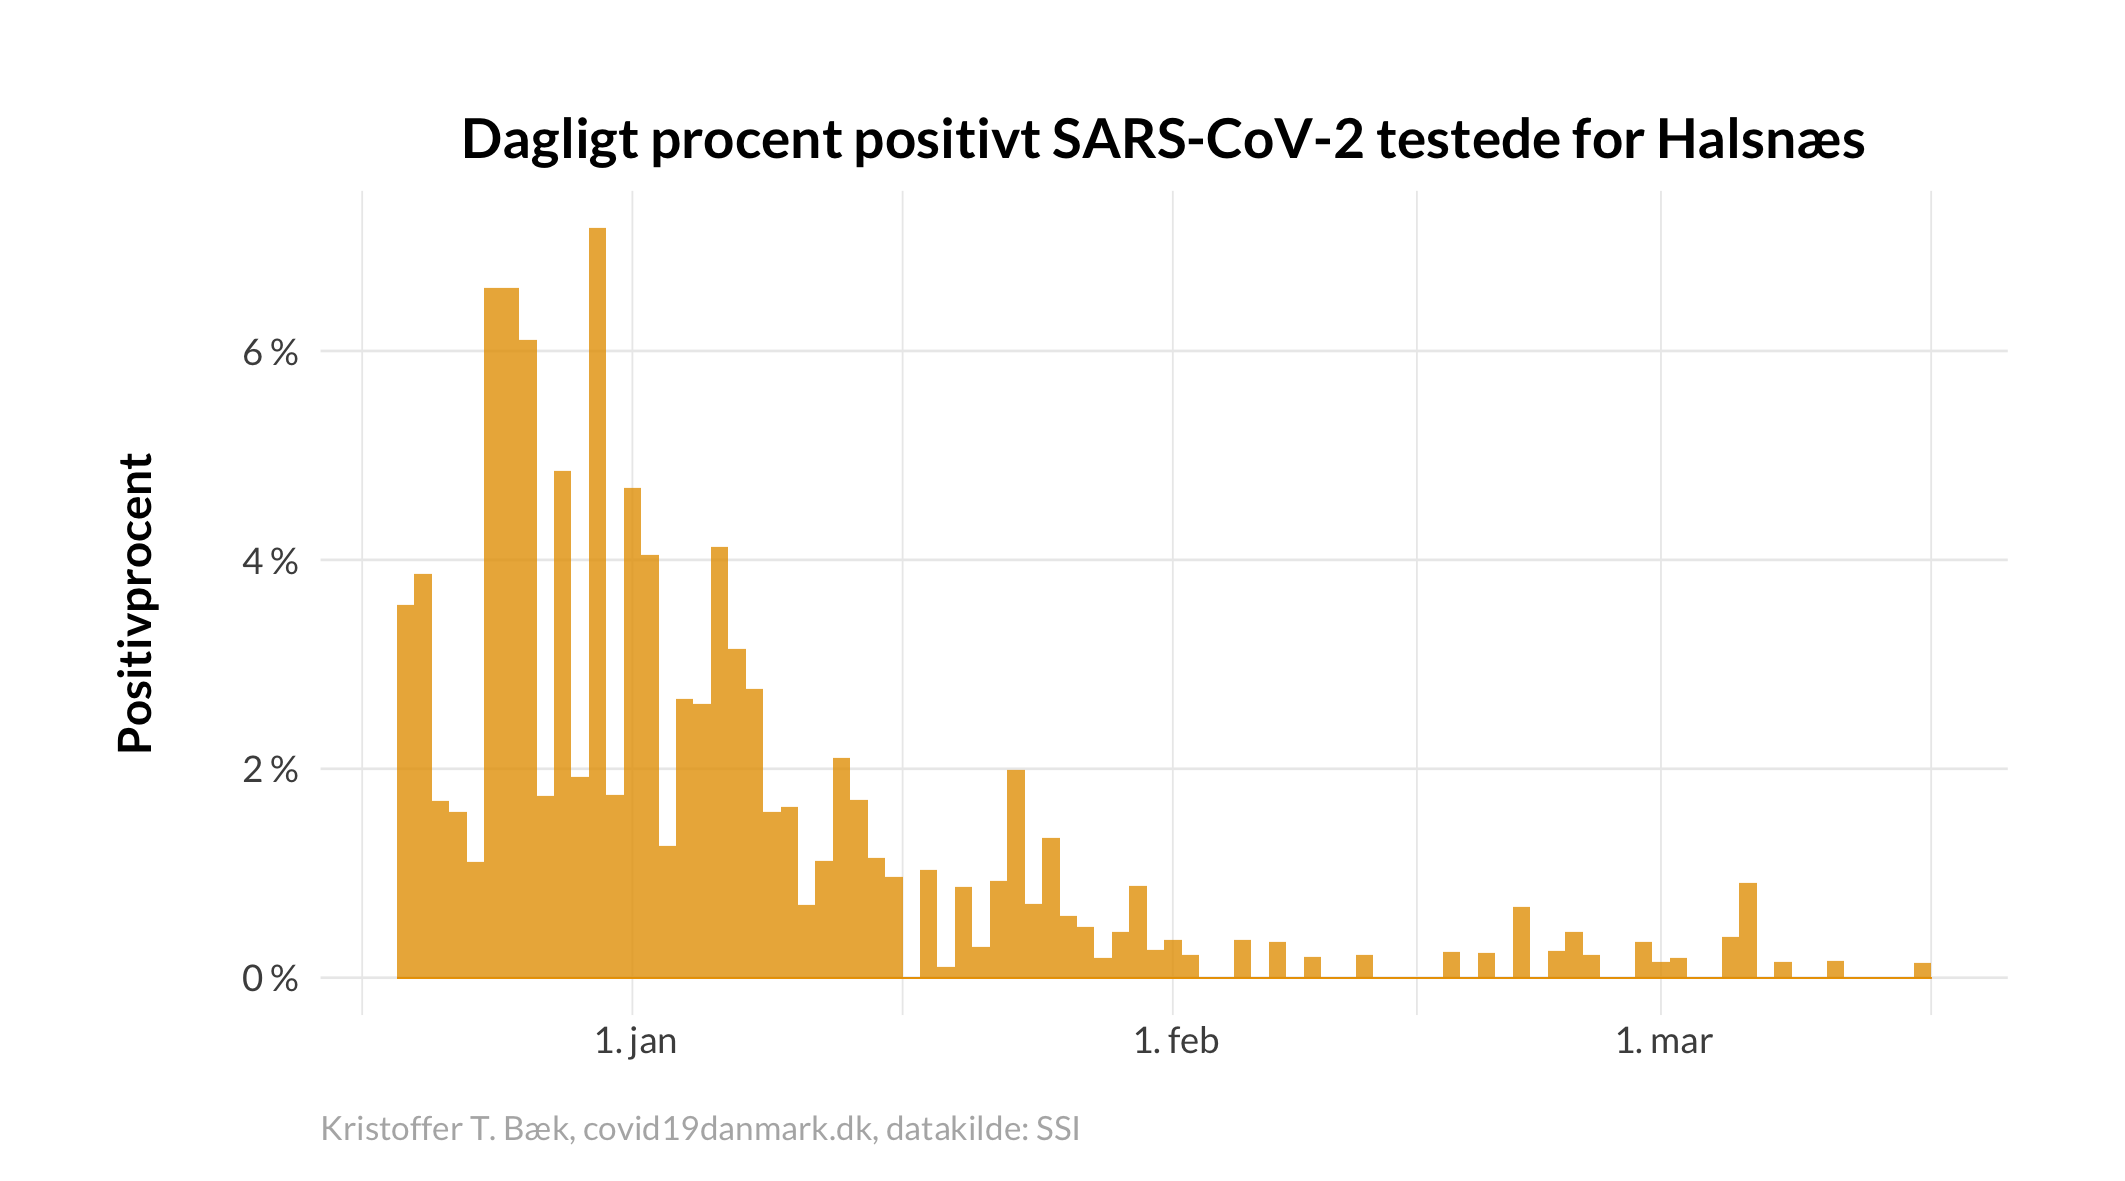 Dagligt procent positivt SARS-CoV-2 testede for Halsnæs
Positivprocent
6 %
4 %
2 %
0 %
1. jan
1. feb
1. mar
Kristoffer T. Bæk, covid19danmark.dk, datakilde: SSI